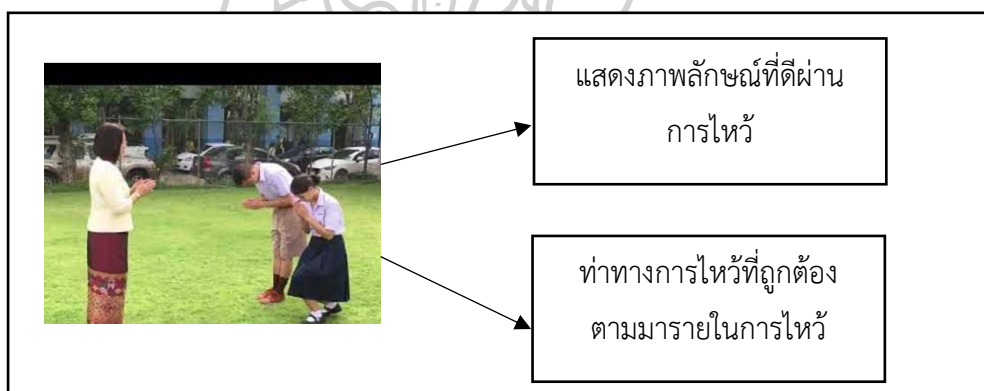 แสดงภาพลักษณ์ที่ดีผ่าน
การไหว้
ท่าทางการไหว้ที่ถูกต้อง
ตามมารายในการไหว้